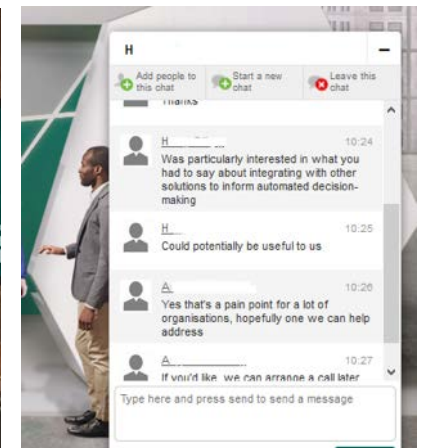 H
Add people to this chat
Start a new chat
Leave this chat
Thanks
H
10:24
Was particularly interested in what you
had to say about integrating with other
solutions to inform automated decision-
making
H
10:25
Could potentially be useful to us
A
10:26
Yes that's a pain point for a lot of
organisations, hopefully one we can help
address
A
10:27
If you'd like, we can arrange a call later
Type here and press send to send a message